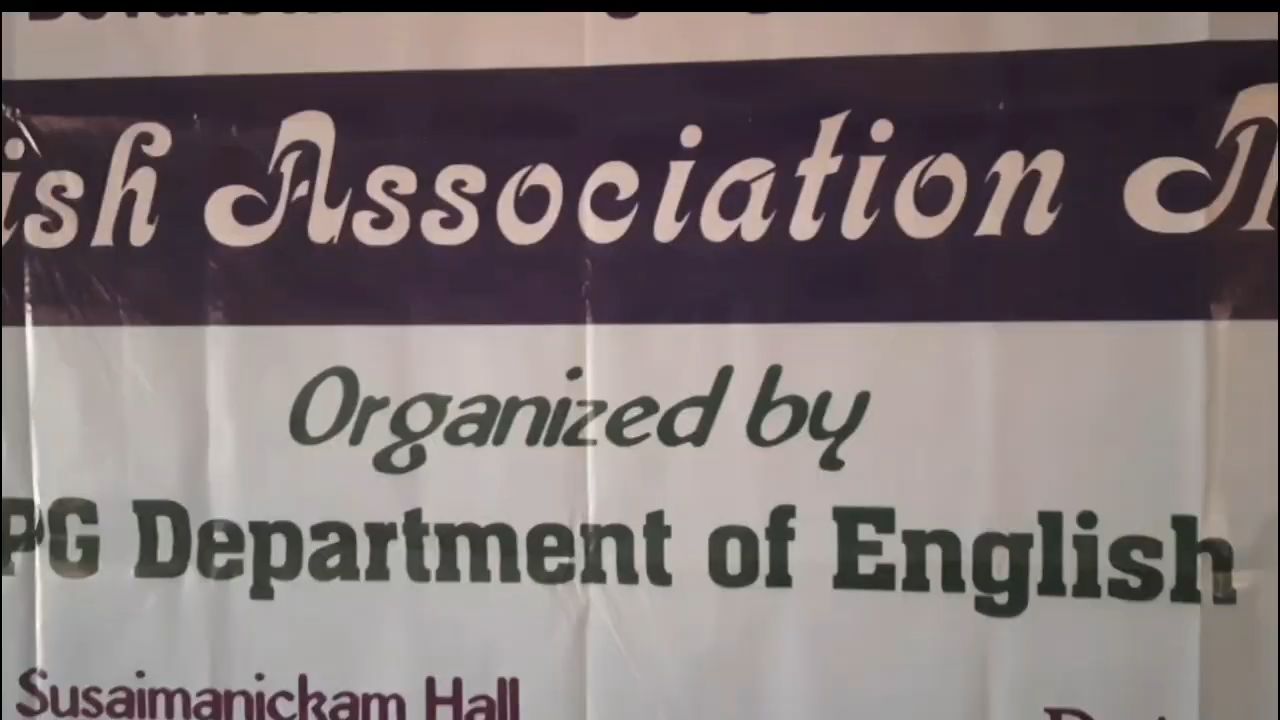 ish Association
Organized by
PG Department of English
Susaimanickam Hall